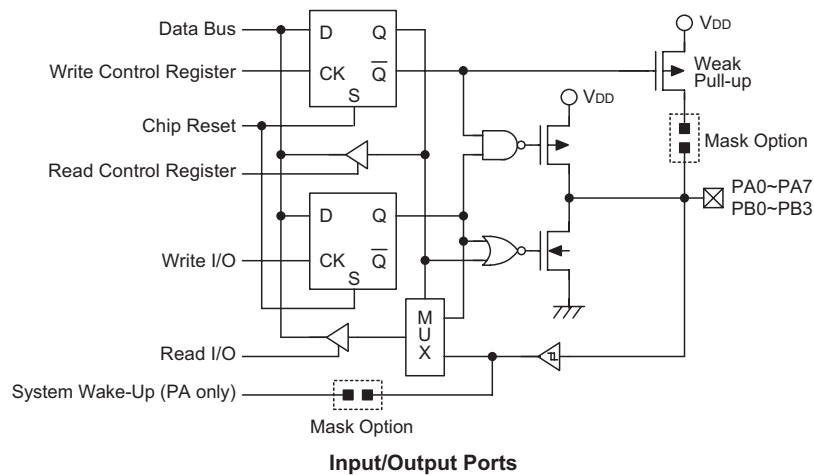 VDD
Data Bus
D Q
Weak
Pull-up
Write Control Register
CK Q
S
VDD
Chip Reset
Mask Option
Read Control Register
PA0~PA7
PB0~PB3
D Q
Write I/O
CK Q
S
M
U
X
Read I/O
System Wake-Up (PA only)
Mask Option
Input/Output Ports